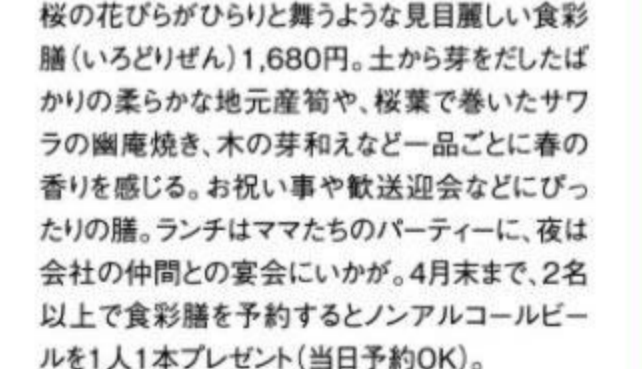 桜の花びらがひらりと舞うような見目麗しい食彩
膳（いろどりぜん）1,680円。土から芽をだしたば
かりの柔らかな地元産筍や、桜葉で巻いたサワ
ラの幽庵焼き、木の芽和えなど一品ごとに春の
香りを感じる。お祝い事や歓送迎会などにぴっ
たりの膳。ランチはママたちのパーティーに、夜は
会社の仲間との宴会にいかが。4月末まで、2名
以上で食彩膳を予約するとノンアルコールビー
ルを1人1本プレゼント（当日予約OK）。